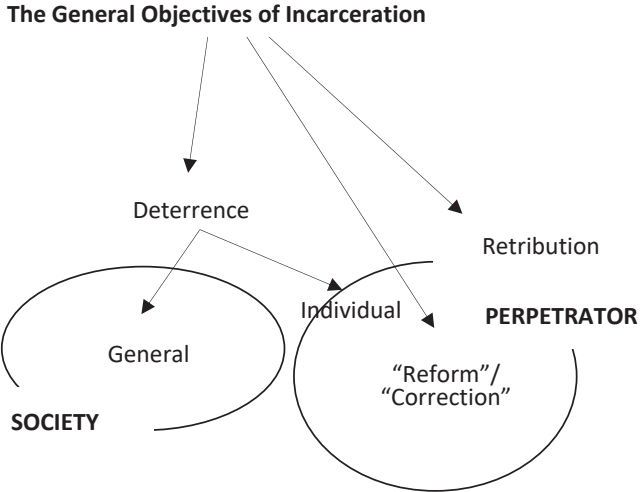 The General Objectives of Incarceration
Deterrence
Retribution
Individual
PERPETRATOR
General
“Reform”/
“Correction”
SOCIETY